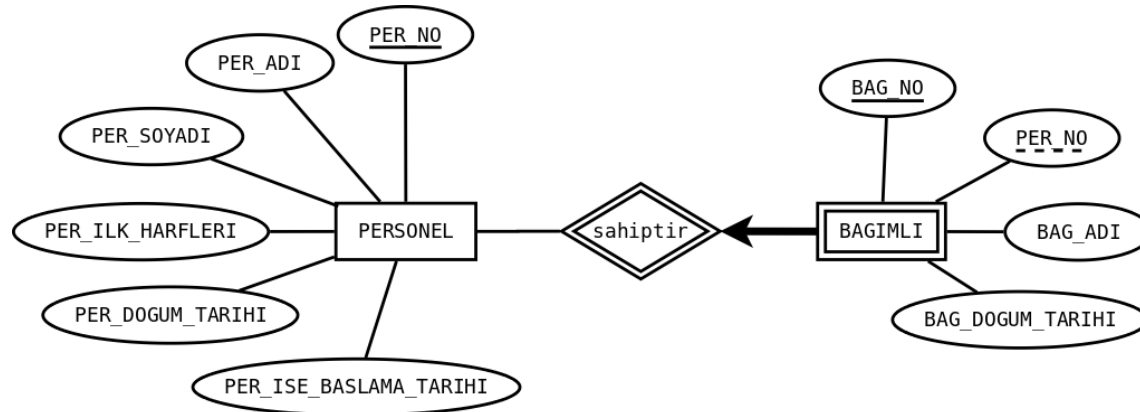 PER_NO
PER_ADI
PER_SOYADI
PER_ILK_HARFLERI
PERSONEL
PER_DOGUM_TARIHI
PER_ISE_BASLAMA_TARIHI
sahiptir
BAG_NO
PER_NO
BAGIMLI
BAG_ADI
BAG_DOGUM_TARIHI